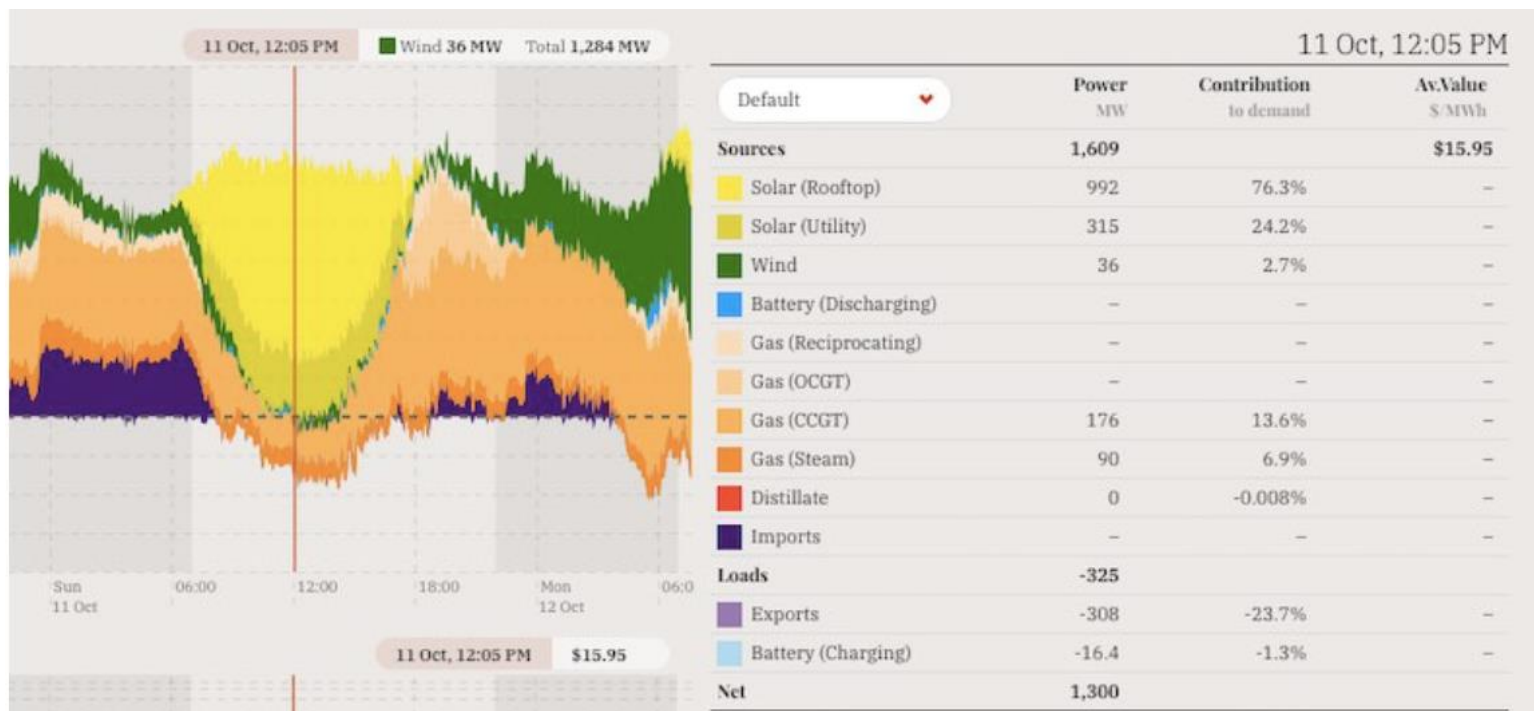 11 Oct, 12:05 PM Wind 36 MW Total 1,284 MW
11 Oct, 12:05 PM
Default Power Contribution Av.Value
MW to demand $/MWh
Sources 1,609 $15.95
Solar (Rooftop) 992 76.3% –
Solar (Utility) 315 24.2% –
Wind 36 2.7% –
Battery (Discharging) – – –
Gas (Reciprocating) – – –
Gas (OCGT) – – –
Gas (CCGT) 176 13.6% –
Gas (Steam) 90 6.9% –
Distillate 0 -0.008% –
Imports – – –
Loads -325
Exports -308 -23.7% –
Battery (Charging) -16.4 -1.3% –
Net 1,300
Sun 06:00 12:00 18:00 Mon 06:0
11 Oct 12 Oct
11 Oct, 12:05 PM $15.95